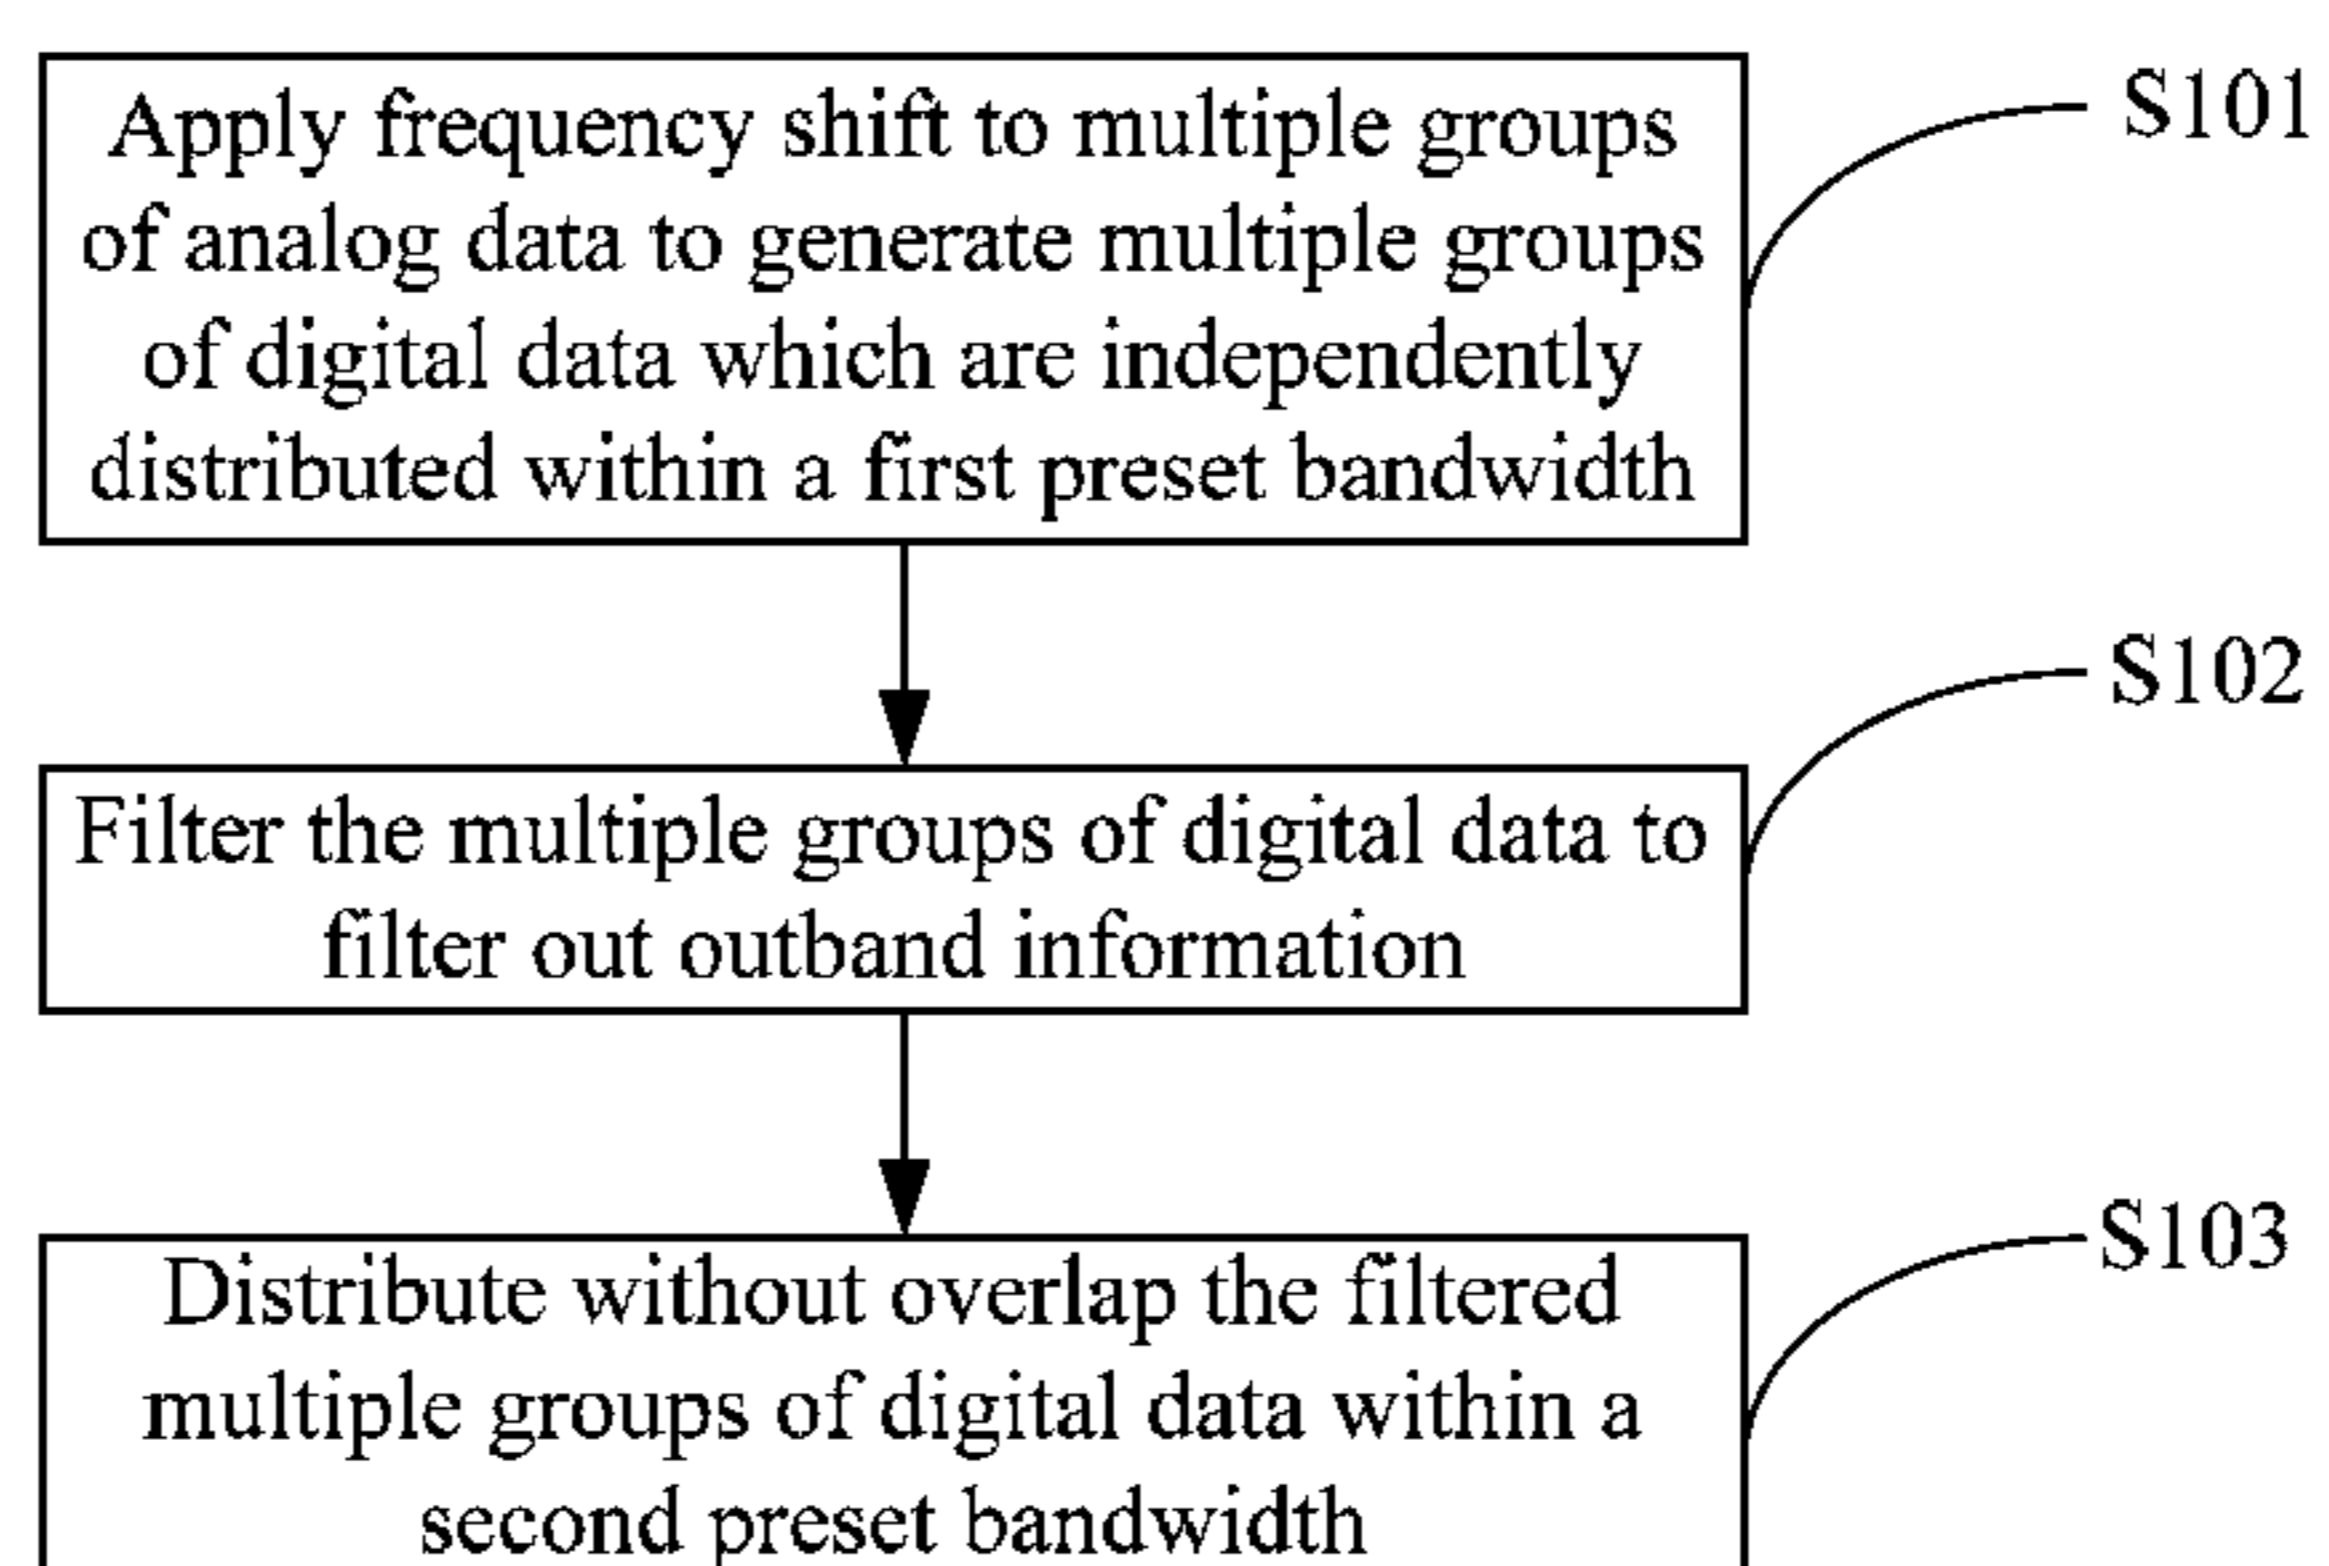 Apply frequency shift to multiple groups
of analog data to generate multiple groups
of digital data which are independently
distributed within a first preset bandwidth
S101
Filter the multiple groups of digital data to
filter out outband information
S102
Distribute without overlap the filtered
multiple groups of digital data within a
second preset bandwidth
S103